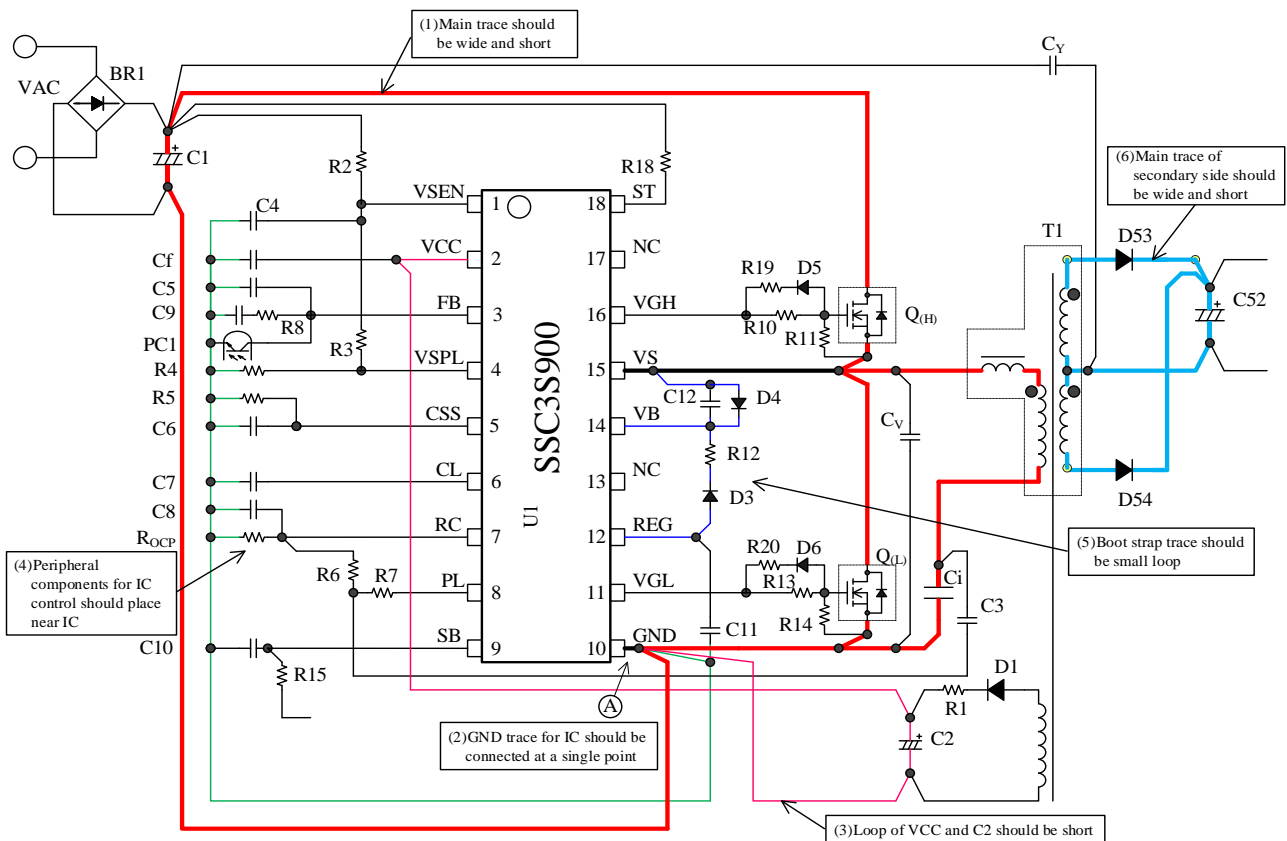 (1)Main trace should
be wide and short
CY
BR1
VAC
C1
R2
R18
(6)Main trace of
secondary side should
be wide and short
VSEN
1
18
ST
C4
T1
D53
VCC
2
17
NC
Cf
C5
R19
D5
C52
C9
R8
FB
3
16
VGH
R10
R11
Q(H)
PC1
R3
R4
VSPL
4
15
VS
R5
C12
D4
C6
CSS
5
14
VB
CV
SSC3S900
R12
C7
CL
6
13
NC
D3
D54
C8
U1
ROCP
RC
7
12
REG
(4)Peripheral
components for IC
control should place
near IC
R6
R7
PL
8
11
VGL
R20
D6
R13
R14
Q(L)
(5)Boot strap trace should
be small loop
Ci
C3
C10
SB
9
10
GND
C11
R15
A
(2)GND trace for IC should be
connected at a single point
R1
D1
C2
(3)Loop of VCC and C2 should be short